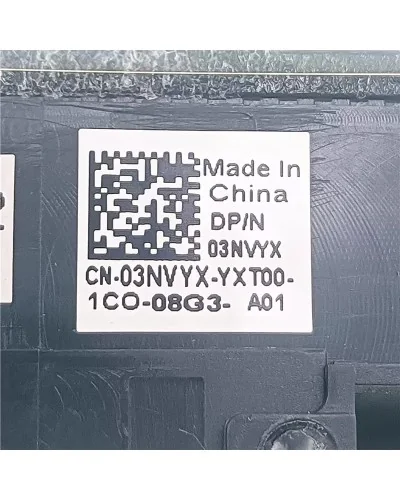 Made In
China
DP/N
03NVYX
CN-03NVYX-YXT00-
1CO-08G3- A01